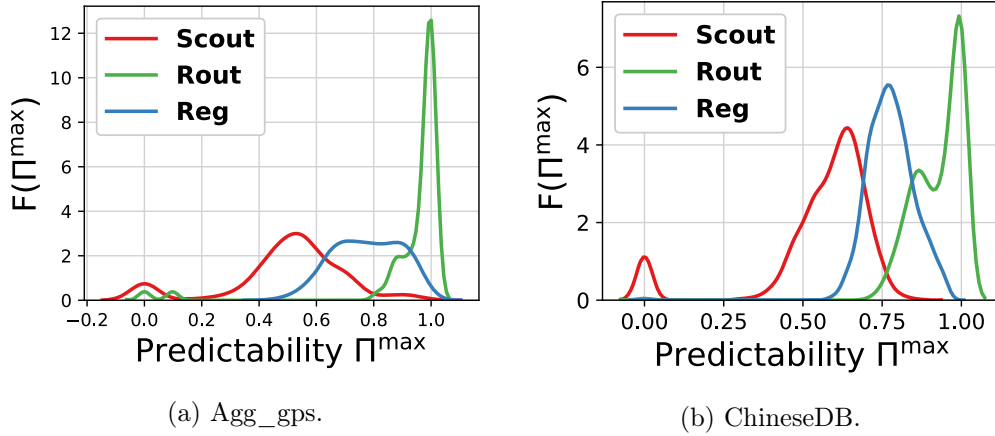 Scout
Rout
Reg
F(Π^max)
12
10
8
6
4
2
0
−0.2 0.0 0.2 0.4 0.6 0.8 1.0
Predictability Π^max
(a) Agg_gps.
Scout
Rout
Reg
F(Π^max)
6
4
2
0
0.00 0.25 0.50 0.75 1.00
Predictability Π^max
(b) ChineseDB.